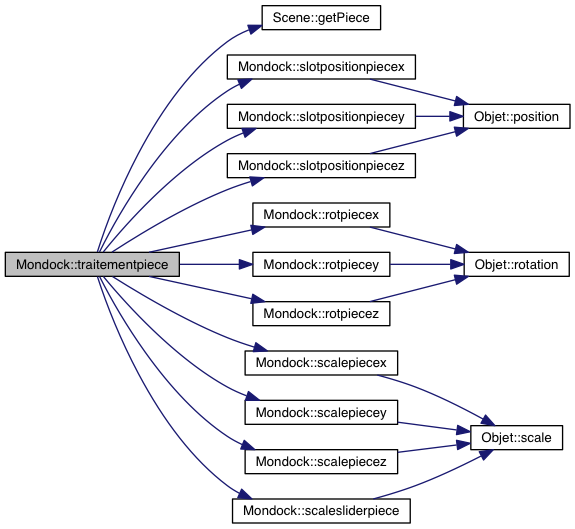 Scene::getPiece
Mondock::slotpositionpiecex
Mondock::slotpositionpiecey
Objet::position
Mondock::slotpositionpiecez
Mondock::rotpiecex
Mondock::traitementpiece
Mondock::rotpiecey
Objet::rotation
Mondock::rotpiecez
Mondock::scalepiecex
Mondock::scalepiecey
Objet::scale
Mondock::scalepiecez
Mondock::scalesliderpiece